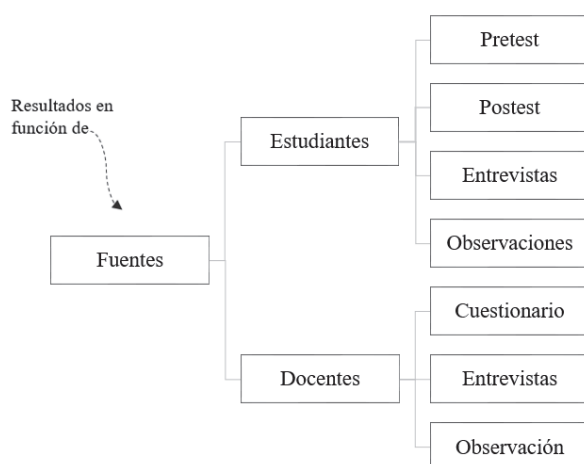 Resultados en
función de
Fuentes
Estudiantes
Pretest
Postest
Entrevistas
Observaciones
Docentes
Cuestionario
Entrevistas
Observación